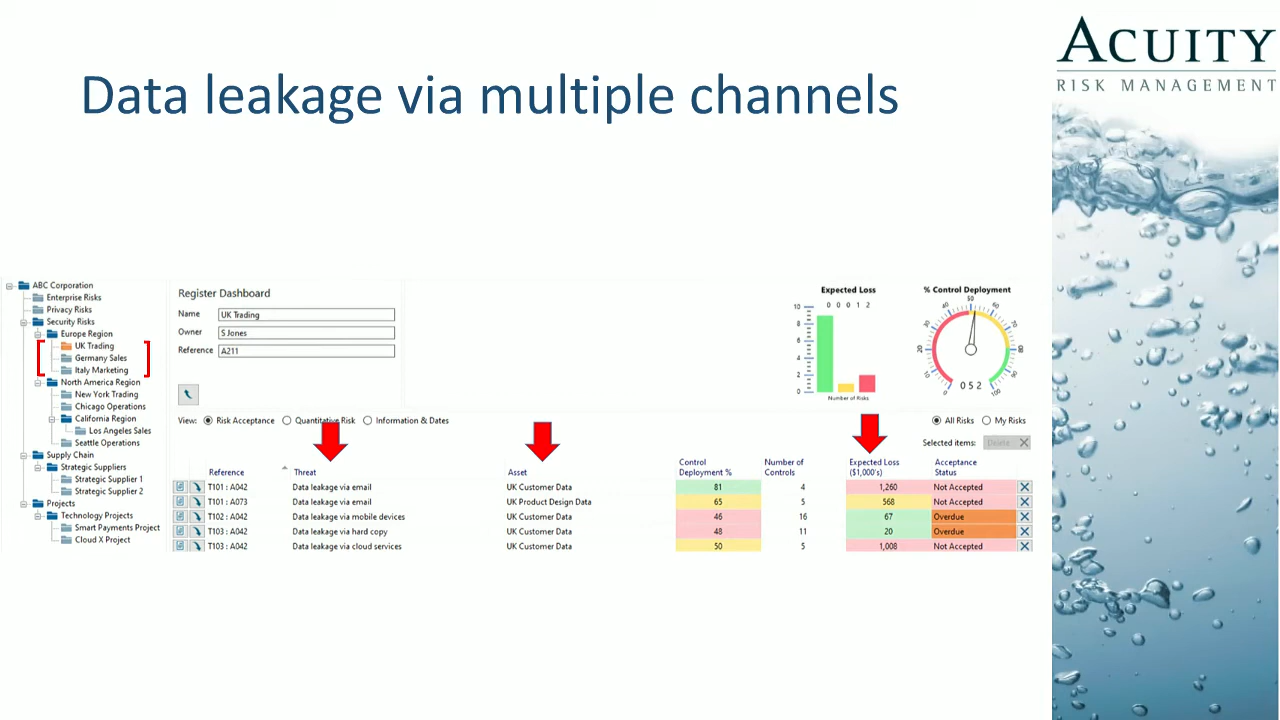 ACUITY
RISK MANAGEMENT
Data leakage via multiple channels
ABC Corporation
Enterprise Risks
Privacy Risks
Security Risks
Europe Region
UK Trading
Germany Sales
Italy Marketing
North America Region
New York Trading
Chicago Operations
California Region
Los Angeles Sales
Seattle Operations
Supply Chain
Strategic Suppliers
Strategic Supplier 1
Strategic Supplier 2
Projects
Technology Projects
Smart Payments Project
Cloud X Project
Register Dashboard
Name UK Trading
Owner S Jones
Reference A211
Expected Loss
0 0 0 1 2
10
8
6
4
2
0
Number of Risks
% Control Deployment
0 20 40 50 60 70 80 90 100
0 5 2
View: Risk Acceptance Quantitative Risk Information & Dates
All Risks My Risks
Selected items: Delete
Reference Threat Asset Control Deployment % Number of Controls Expected Loss ($1,000's) Acceptance Status
T101 : A042 Data leakage via email UK Customer Data 81 4 1,260 Not Accepted
T101 : A073 Data leakage via email UK Product Design Data 65 5 568 Not Accepted
T102 : A042 Data leakage via mobile devices UK Customer Data 46 16 67 Overdue
T103 : A042 Data leakage via hard copy UK Customer Data 48 11 20 Overdue
T103 : A042 Data leakage via cloud services UK Customer Data 50 5 1,008 Not Accepted